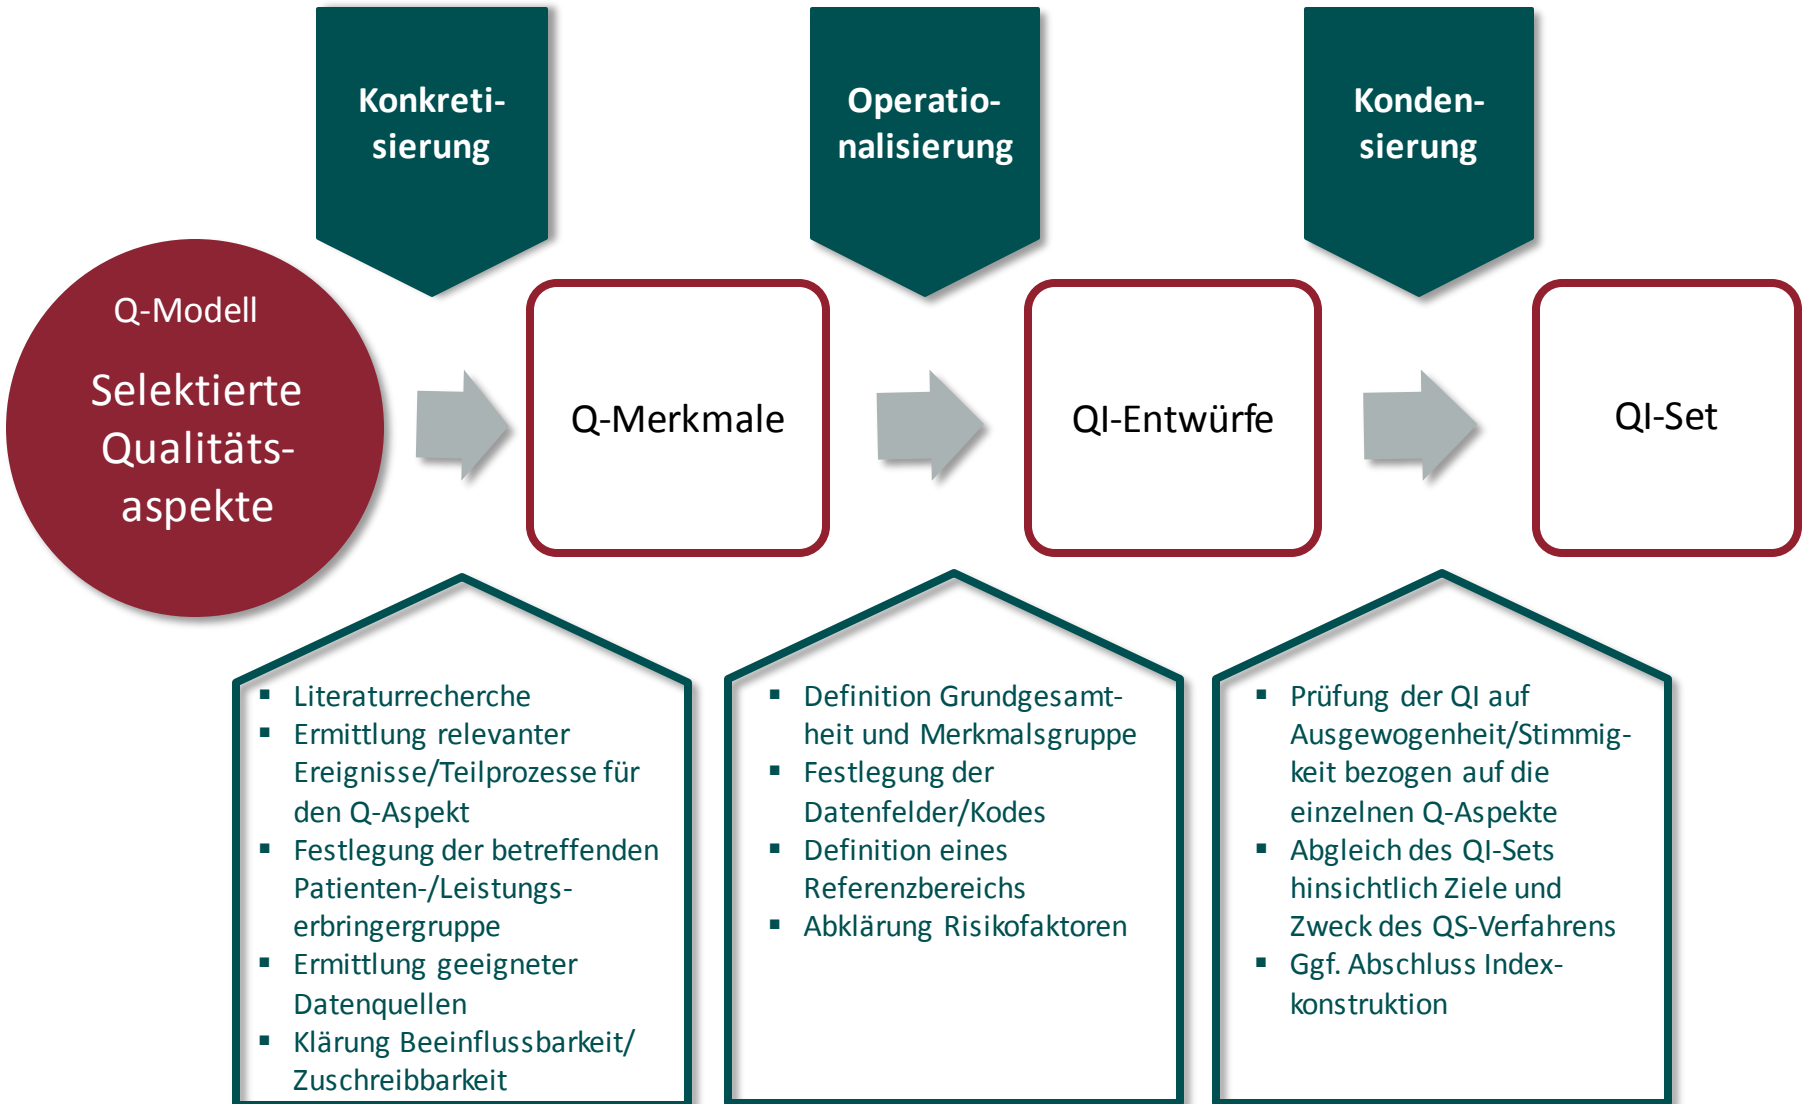 Konkreti-
sierung
Operatio-
nalisierung
Konden-
sierung
Q-Modell
Selektierte
Qualitäts-
aspekte
Q-Merkmale
QI-Entwürfe
QI-Set
▪ Literaturrecherche
▪ Ermittlung relevanter
Ereignisse/Teilprozesse für
den Q-Aspekt
▪ Festlegung der betreffenden
Patienten-/Leistungs-
erbringergruppe
▪ Ermittlung geeigneter
Datenquellen
▪ Klärung Beeinflussbarkeit/
Zuschreibbarkeit
▪ Definition Grundgesamt-
heit und Merkmalsgruppe
▪ Festlegung der
Datenfelder/Kodes
▪ Definition eines
Referenzbereichs
▪ Abklärung Risikofaktoren
▪ Prüfung der QI auf
Ausgewogenheit/Stimmig-
keit bezogen auf die
einzelnen Q-Aspekte
▪ Abgleich des QI-Sets
hinsichtlich Ziele und
Zweck des QS-Verfahrens
▪ Ggf. Abschluss Index-
konstruktion